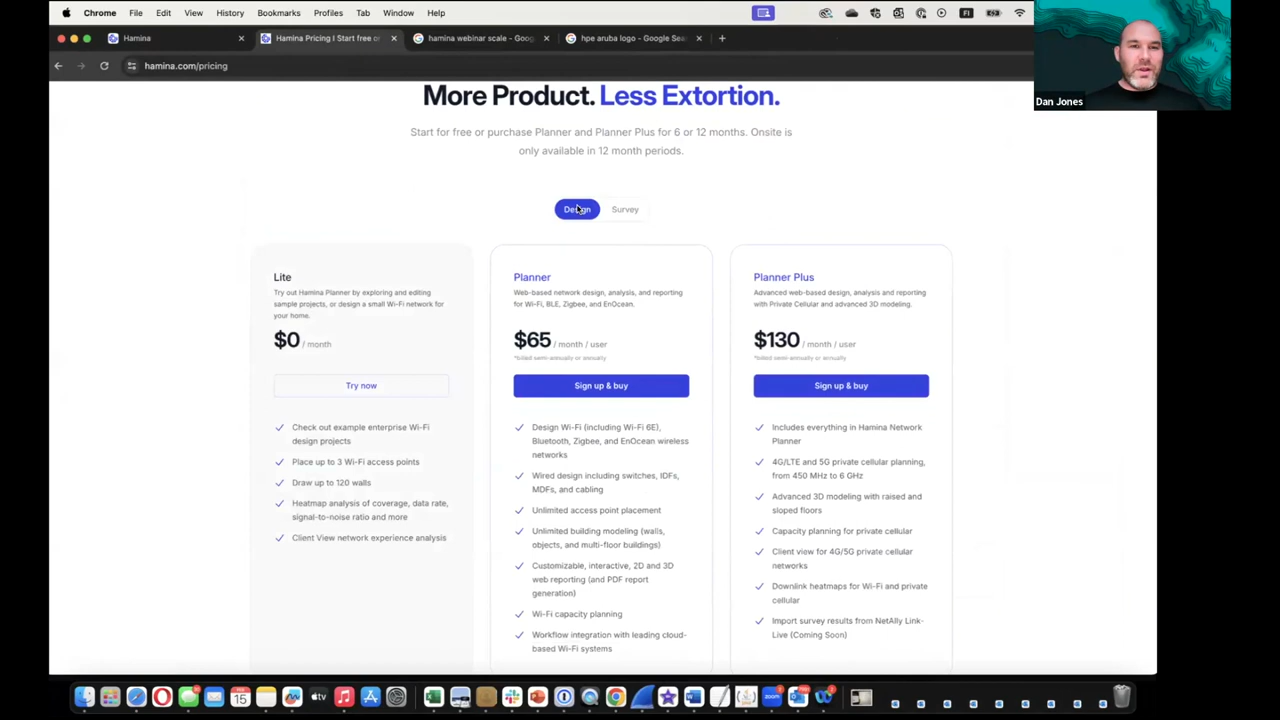 Chrome File Edit View History Bookmarks Profiles Tab Window Help
FI
Hamina
Hamina Pricing | Start free or
hamina webinar scale - Goog
hpe aruba logo - Google Sea
hamina.com/pricing
Dan Jones
More Product. Less Extortion.
Start for free or purchase Planner and Planner Plus for 6 or 12 months. Onsite is
only available in 12 month periods.
Design Survey
Lite
Try out Hamina Planner by exploring and editing
sample projects, or design a small Wi-Fi network for
your home.
$0 / month
Try now
Check out example enterprise Wi-Fi
design projects
Place up to 3 Wi-Fi access points
Draw up to 120 walls
Heatmap analysis of coverage, data rate,
signal-to-noise ratio and more
Client View network experience analysis
Planner
Web-based network design, analysis, and reporting
for Wi-Fi, BLE, Zigbee, and EnOcean.
$65 / month / user
*billed semi-annually or annually
Sign up & buy
Design Wi-Fi (including Wi-Fi 6E),
Bluetooth, Zigbee, and EnOcean wireless
networks
Wired design including switches, IDFs,
MDFs, and cabling
Unlimited access point placement
Unlimited building modeling (walls,
objects, and multi-floor buildings)
Customizable, interactive, 2D and 3D
web reporting (and PDF report
generation)
Wi-Fi capacity planning
Workflow integration with leading cloud-
based Wi-Fi systems
Planner Plus
Advanced web-based design, analysis and reporting
with Private Cellular and advanced 3D modeling.
$130 / month / user
*billed semi-annually or annually
Sign up & buy
Includes everything in Hamina Network
Planner
4G/LTE and 5G private cellular planning,
from 450 MHz to 6 GHz
Advanced 3D modeling with raised and
sloped floors
Capacity planning for private cellular
Client view for 4G/5G private cellular
networks
Downlink heatmaps for Wi-Fi and private
cellular
Import survey results from NetAlly Link-
Live (Coming Soon)
JUL
15
tv